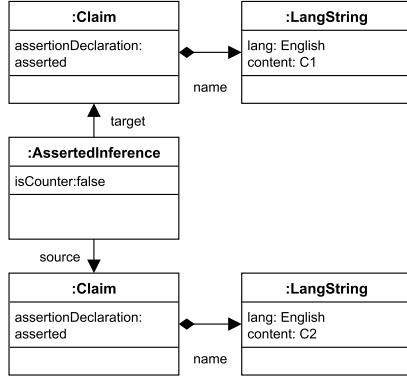 :Claim
assertionDeclaration:
asserted
:LangString
lang: English
content: C1
name
target
:AssertedInference
isCounter:false
source
:Claim
assertionDeclaration:
asserted
:LangString
lang: English
content: C2
name